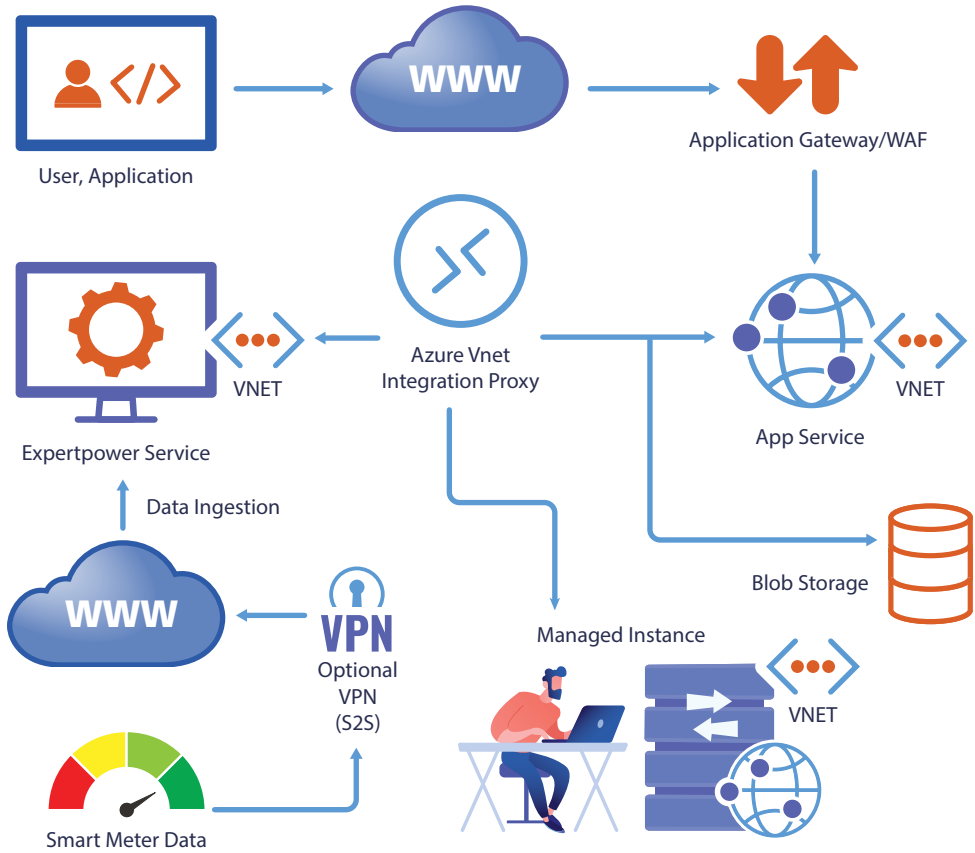 www
Application Gateway/WAF
User, Application
Azure Vnet
Integration Proxy
VNET
VNET
App Service
Expertpower Service
Data Ingestion
Blob Storage
www
VPN
Optional
VPN
(S2S)
Managed Instance
VNET
Smart Meter Data